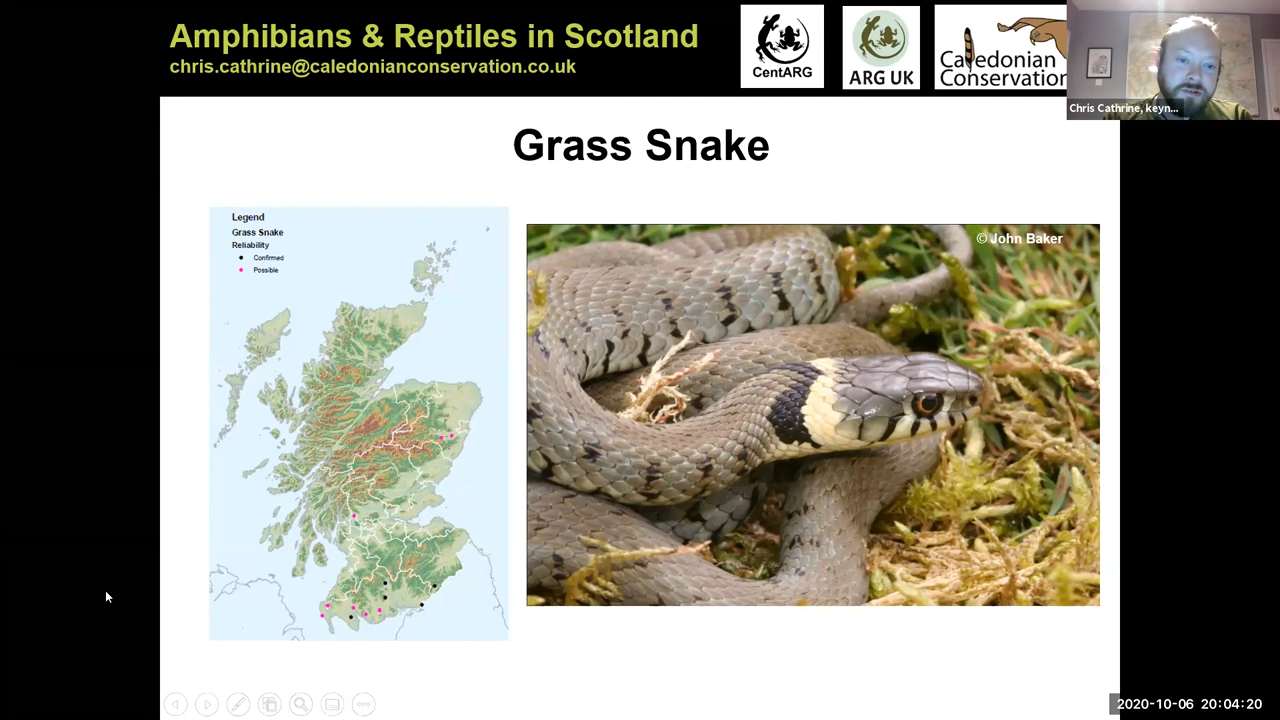 Amphibians & Reptiles in Scotland
chris.cathrine@caledonianconservation.co.uk
CentARG
ARG UK
Caledonian
Conservation
Chris Cathrine, keyn...
Grass Snake
Legend
Grass Snake
Reliability
Confirmed
Possible
© John Baker
2020-10-06 20:04:20